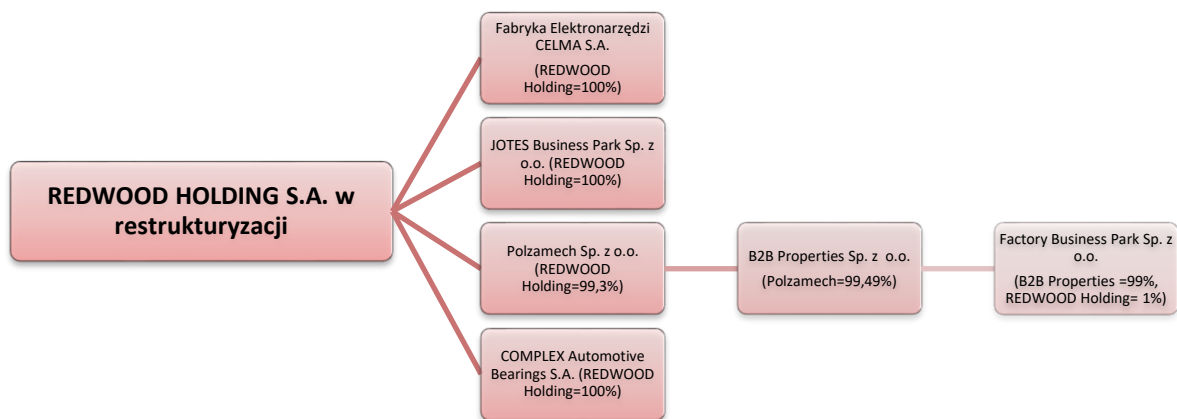 REDWOOD HOLDING S.A. w
restrukturyzacji
Fabryka Elektronarzędzi
CELMA S.A.
(REDWOOD
Holding=100%)
JOTES Business Park Sp. z
o.o. (REDWOOD
Holding=100%)
Polzamech Sp. z o.o.
(REDWOOD
Holding=99,3%)
B2B Properties Sp. z o.o.
(Polzamech=99,49%)
Factory Business Park Sp. z
o.o.
(B2B Properties =99%,
REDWOOD Holding= 1%)
COMPLEX Automotive
Bearings S.A. (REDWOOD
Holding=100%)